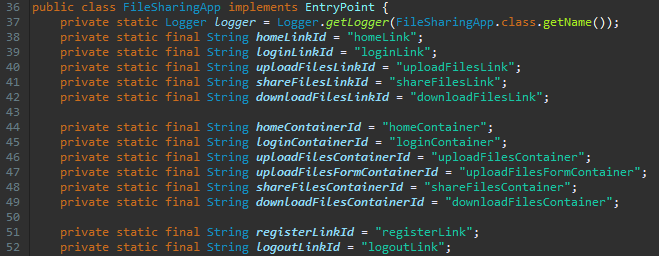 36 public class FileSharingApp implements EntryPoint {
37 private static Logger logger = Logger.getLogger(FileSharingApp.class.getName());
38 private static final String homeLinkId = "homeLink";
39 private static final String loginLinkId = "loginLink";
40 private static final String uploadFilesLinkId = "uploadFilesLink";
41 private static final String shareFilesLinkId = "shareFilesLink";
42 private static final String downloadFilesLinkId = "downloadFilesLink";
43
44 private static final String homeContainerId = "homeContainer";
45 private static final String loginContainerId = "loginContainer";
46 private static final String uploadFilesContainerId = "uploadFilesContainer";
47 private static final String uploadFilesFormContainerId = "uploadFilesFormContainer";
48 private static final String shareFilesContainerId = "shareFilesContainer";
49 private static final String downloadFilesContainerId = "downloadFilesContainer";
50
51 private static final String registerLinkId = "registerLink";
52 private static final String logoutLinkId = "logoutLink";